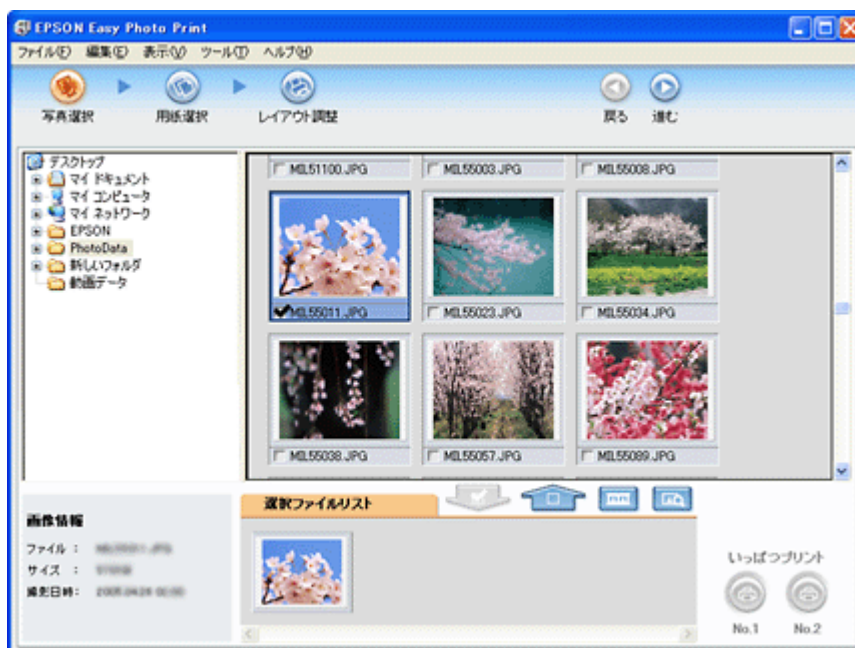 EPSON Easy Photo Print
ファイル(F) 編集(E) 表示(V) ツール(T) ヘルプ(H)
写真選択 用紙選択 レイアウト調整 戻る 進む
デスクトップ
マイ ドキュメント
マイ コンピュータ
マイ ネットワーク
EPSON
PhotoData
新しいフォルダ
動画データ
MIL51100.JPG MIL55003.JPG MIL55008.JPG
MIL55011.JPG MIL55023.JPG MIL55034.JPG
MIL55038.JPG MIL55057.JPG MIL55089.JPG
選択ファイルリスト
画像情報
ファイル :
サイズ :
撮影日時:
いっぱつプリント
No.1 No.2